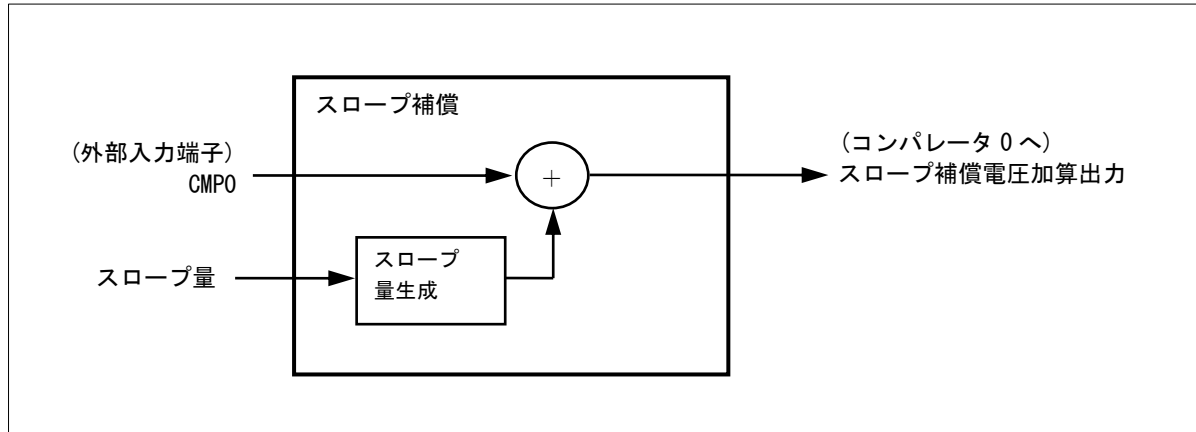 スロープ補償
(外部入力端子)
CMP0
+
(コンパレータ0へ)
スロープ補償電圧加算出力
スロープ量
スロープ
量生成